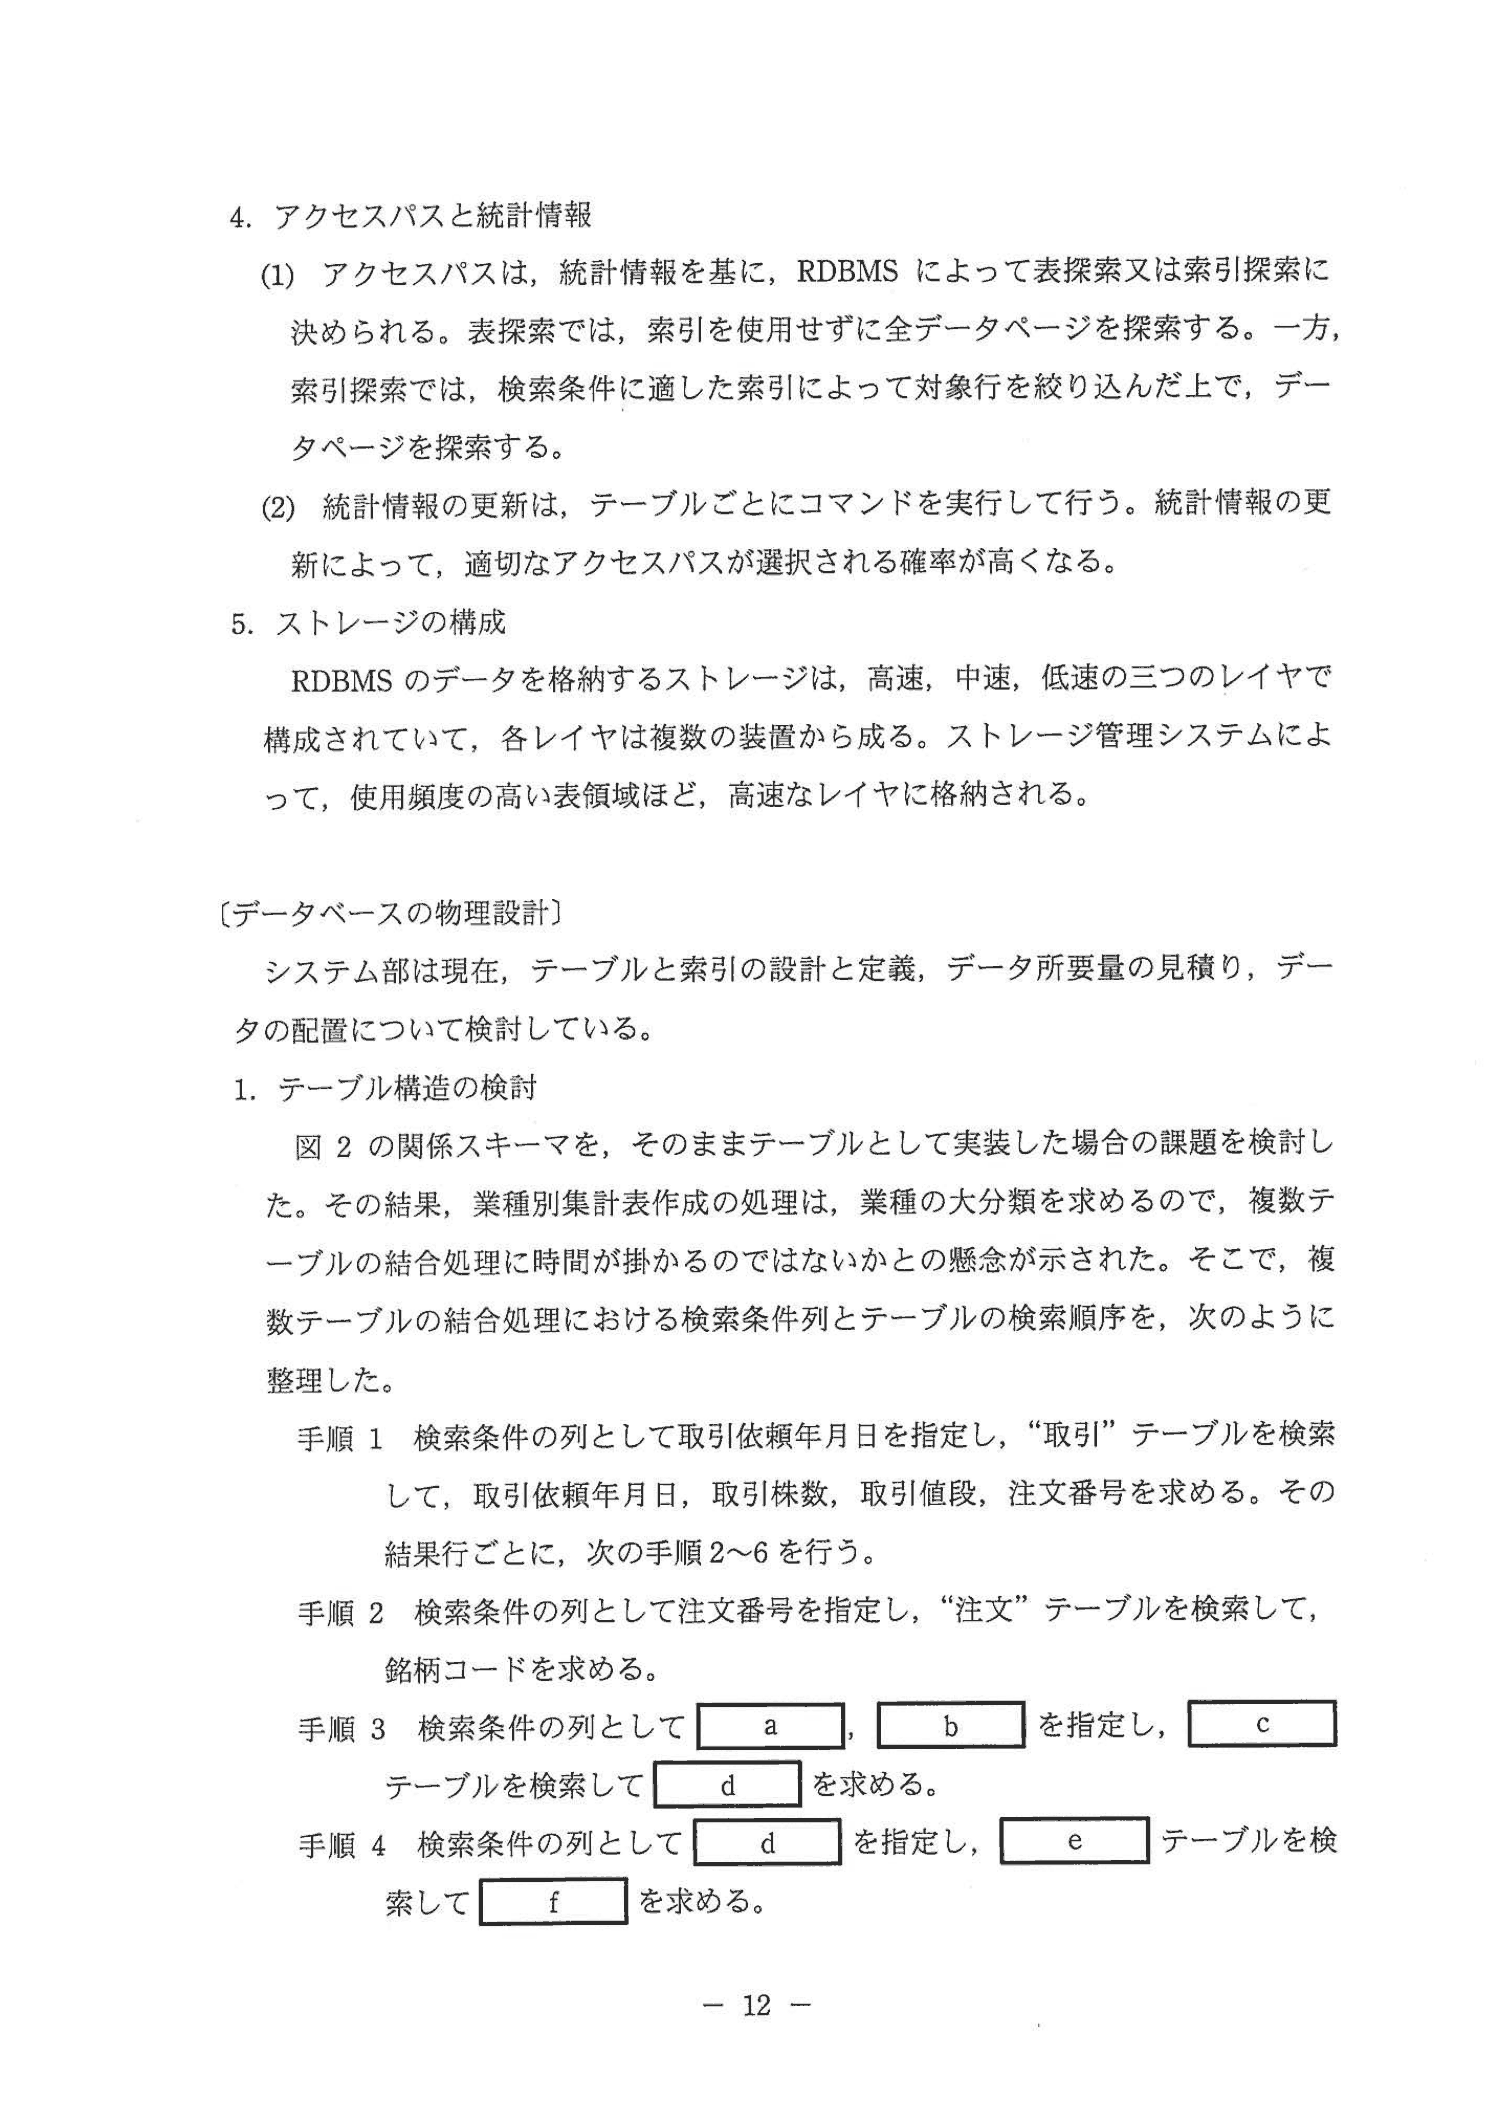 4. アクセスパスと統計情報
(1) アクセスパスは，統計情報を基に，RDBMS によって表探索又は索引探索に
決められる。表探索では，索引を使用せずに全データページを探索する。一方，
索引探索では，検索条件に適した索引によって対象行を絞り込んだ上で，デー
タページを探索する。
(2) 統計情報の更新は，テーブルごとにコマンドを実行して行う。統計情報の更
新によって，適切なアクセスパスが選択される確率が高くなる。
5. ストレージの構成
RDBMS のデータを格納するストレージは，高速，中速，低速の三つのレイヤで
構成されていて，各レイヤは複数の装置から成る。ストレージ管理システムによ
って，使用頻度の高い表領域ほど，高速なレイヤに格納される。
〔データベースの物理設計〕
システム部は現在，テーブルと索引の設計と定義，データ所要量の見積り，デー
タの配置について検討している。
1. テーブル構造の検討
図 2 の関係スキーマを，そのままテーブルとして実装した場合の課題を検討し
た。その結果，業種別集計表作成の処理は，業種の大分類を求めるので，複数テ
ーブルの結合処理に時間が掛かるのではないかとの懸念が示された。そこで，複
数テーブルの結合処理における検索条件列とテーブルの検索順序を，次のように
整理した。
手順 1 検索条件の列として取引依頼年月日を指定し，“取引” テーブルを検索
して，取引依頼年月日，取引株数，取引値段，注文番号を求める。その
結果行ごとに，次の手順 2～6 を行う。
手順 2 検索条件の列として注文番号を指定し，“注文” テーブルを検索して，
銘柄コードを求める。
手順 3 検索条件の列として a ， b を指定し， c
テーブルを検索して d を求める。
手順 4 検索条件の列として d を指定し， e テーブルを検
索して f を求める。
－ 12 －